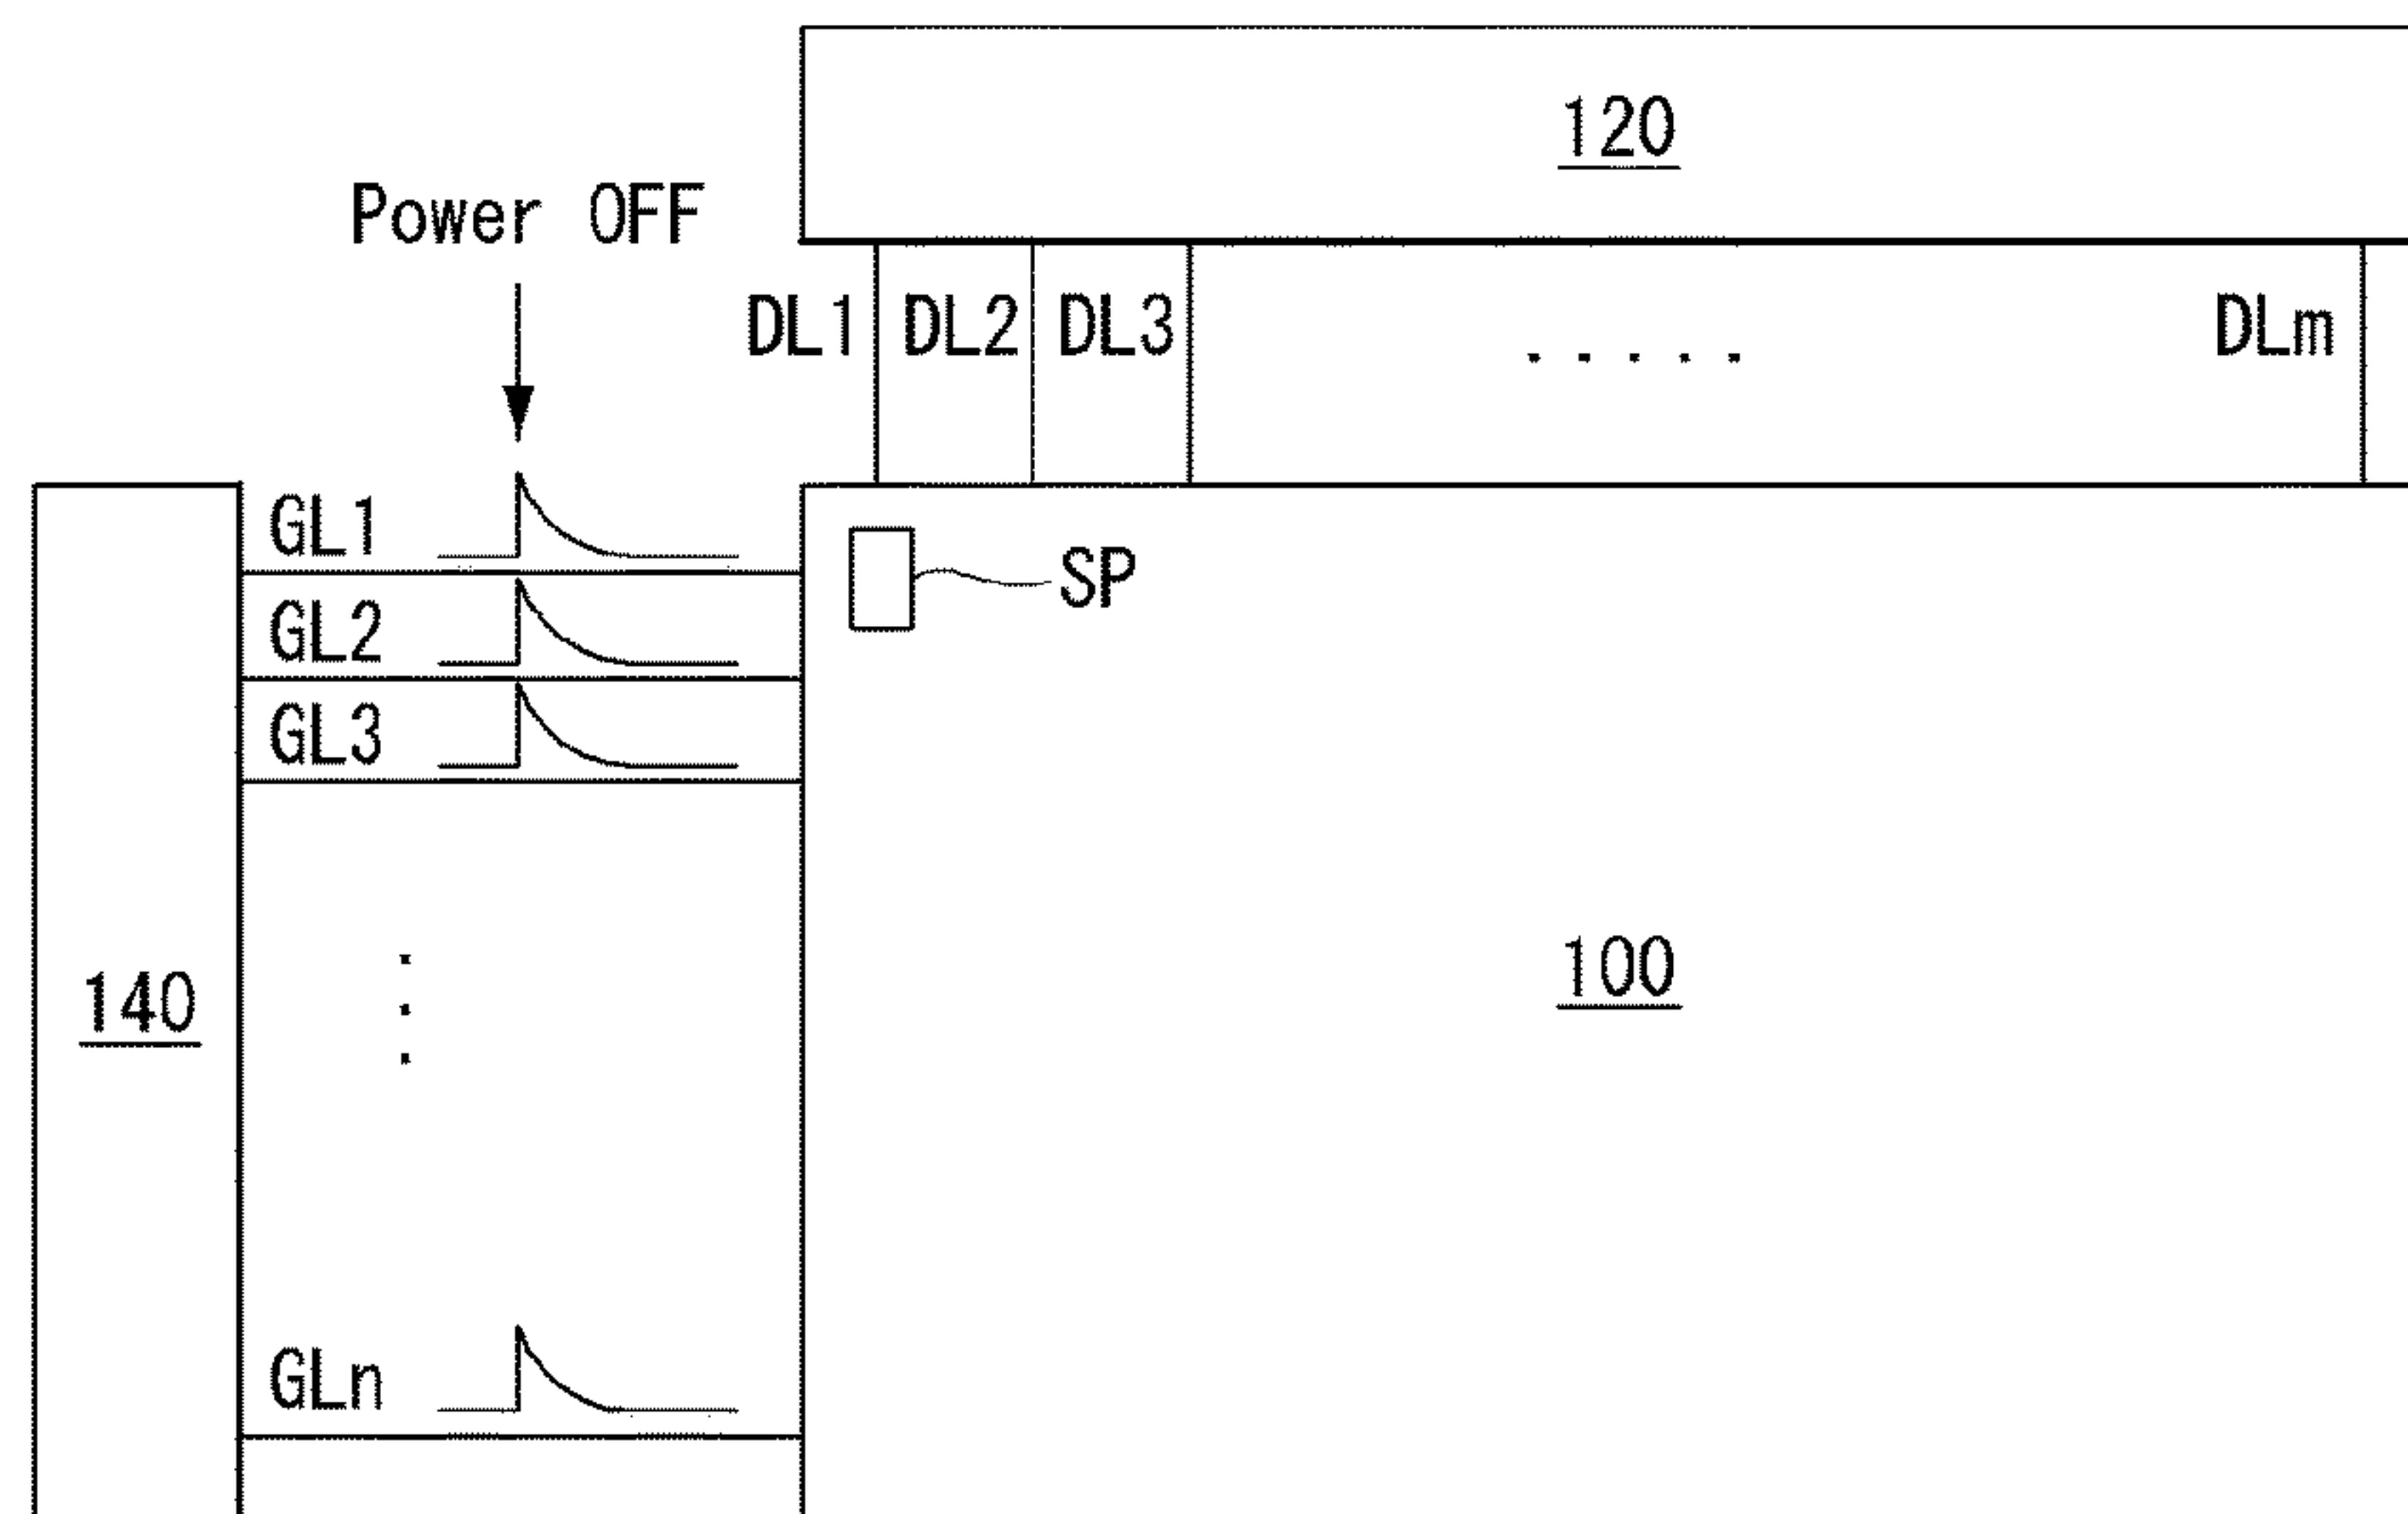 120
Power OFF
DL1 DL2 DL3 ..... DLm
GL1
SP
GL2
GL3
100
140
GLn